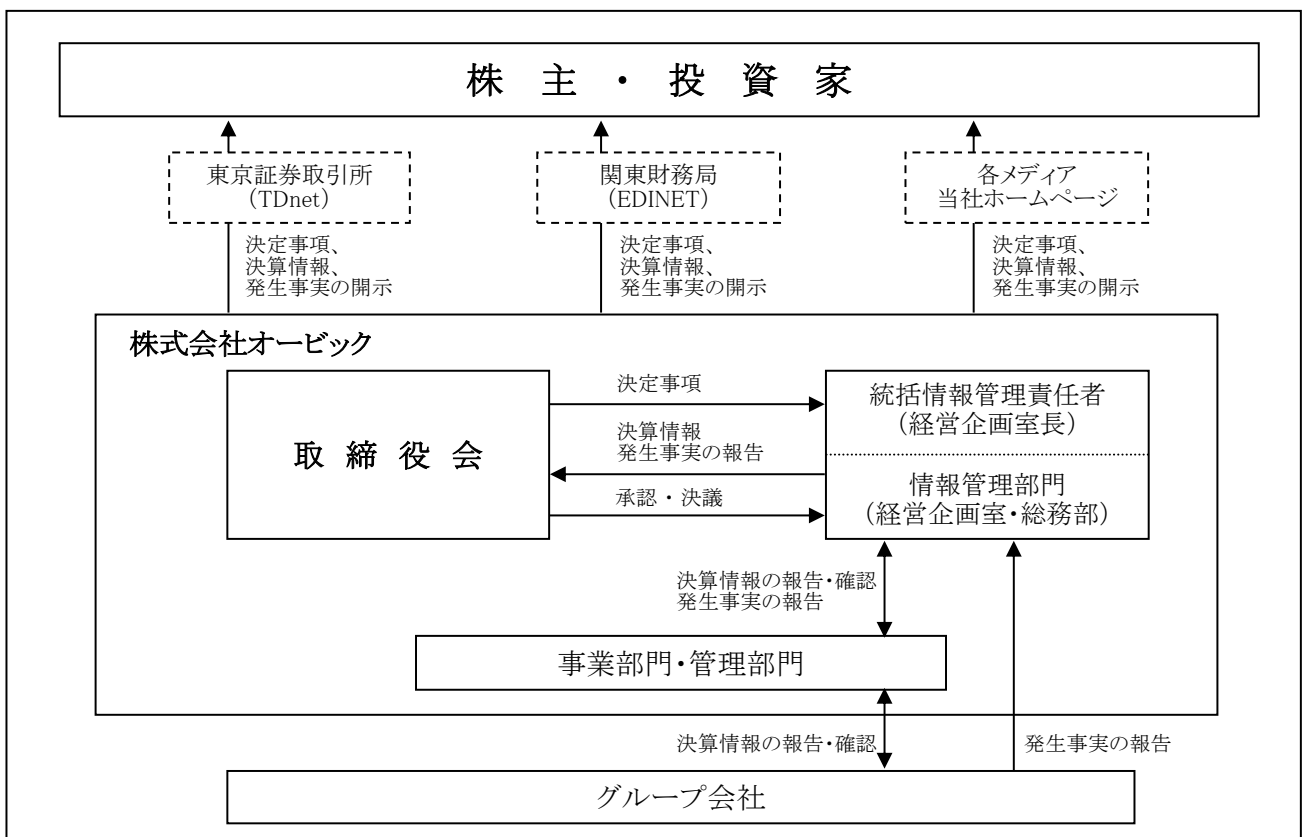 株 主 ・ 投 資 家
東京証券取引所
(TDnet)
関東財務局
(EDINET)
各メディア
当社ホームページ
決定事項、
決算情報、
発生事実の開示
決定事項、
決算情報、
発生事実の開示
決定事項、
決算情報、
発生事実の開示
株式会社オービック
取 締 役 会
決定事項
決算情報
発生事実の報告
承認・決議
統括情報管理責任者
(経営企画室長)
情報管理部門
(経営企画室・総務部)
決算情報の報告・確認
発生事実の報告
事業部門・管理部門
決算情報の報告・確認
発生事実の報告
グループ会社